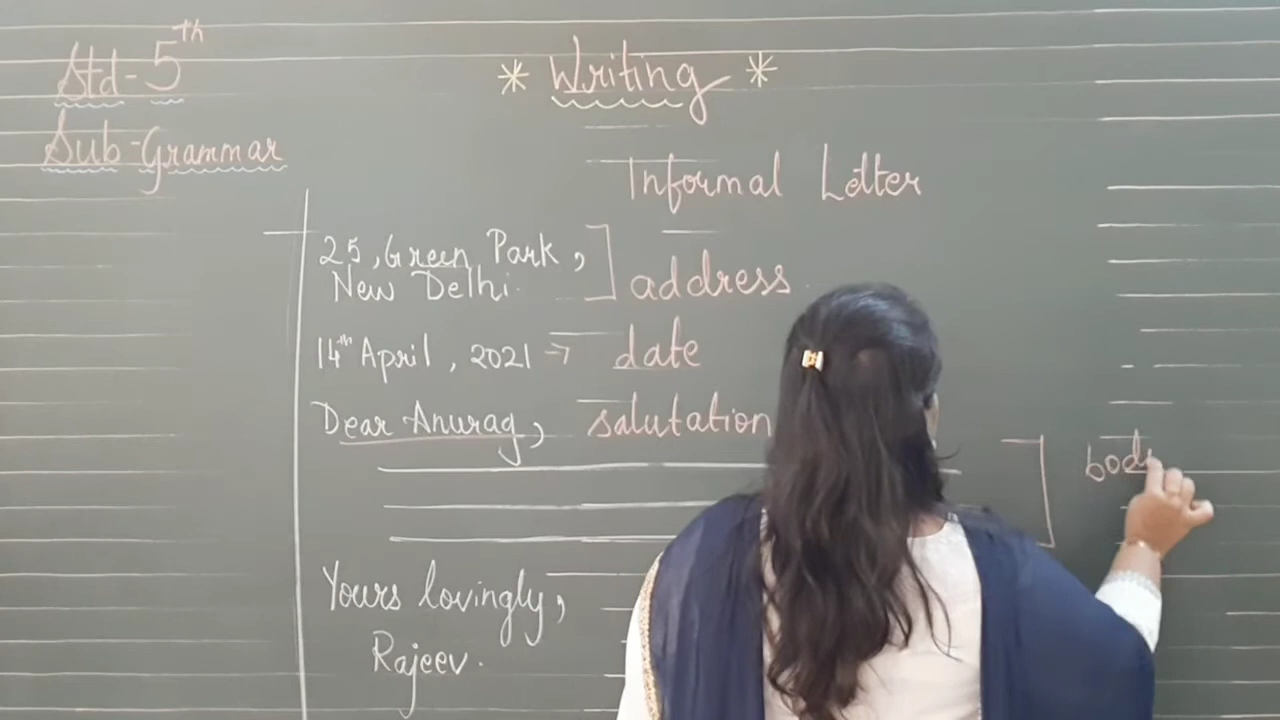 Std-5th
* Writing *
Sub-Grammar
Informal Letter
25, Green Park,
New Delhi.
address
14th April, 2021 → date
Dear Anurag, salutation
bod
Yours lovingly,
Rajeev.